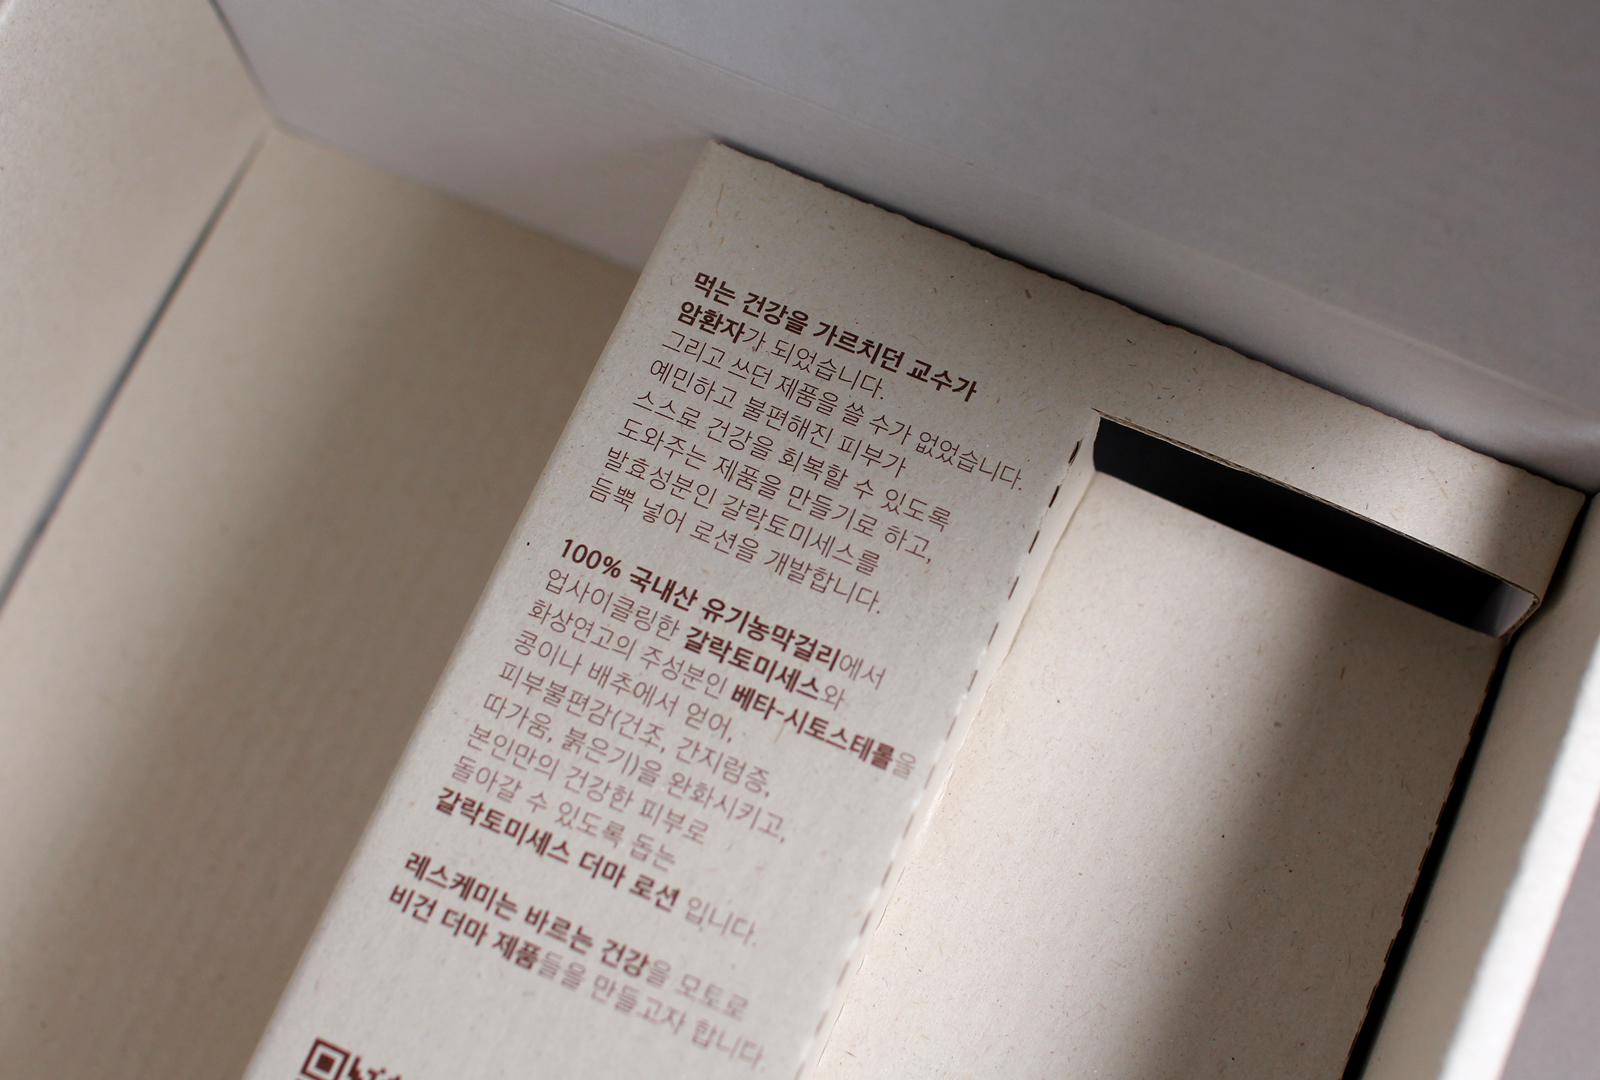 먹는 건강을 가르치던 교수가
암환자가 되었습니다.
그리고 쓰던 제품을 쓸 수가 없었습니다.
예민하고 불편해진 피부가
스스로 건강을 회복할 수 있도록
도와주는 제품을 만들기로 하고,
발효성분인 갈락토미세스를
듬뿍 넣어 로션을 개발합니다.
100% 국내산 유기농막걸리에서
업사이클링한 갈락토미세스와
화상연고의 주성분인 베타-시토스테롤을
콩이나 배추에서 얻어,
피부불편감(건조, 간지럼증,
따가움, 붉은기)을 완화시키고,
본인만의 건강한 피부로
돌아갈 수 있도록 돕는
갈락토미세스 더마 로션 입니다.
레스케미는 바르는 건강을 모토로
비건 더마 제품들을 만들고자 합니다.